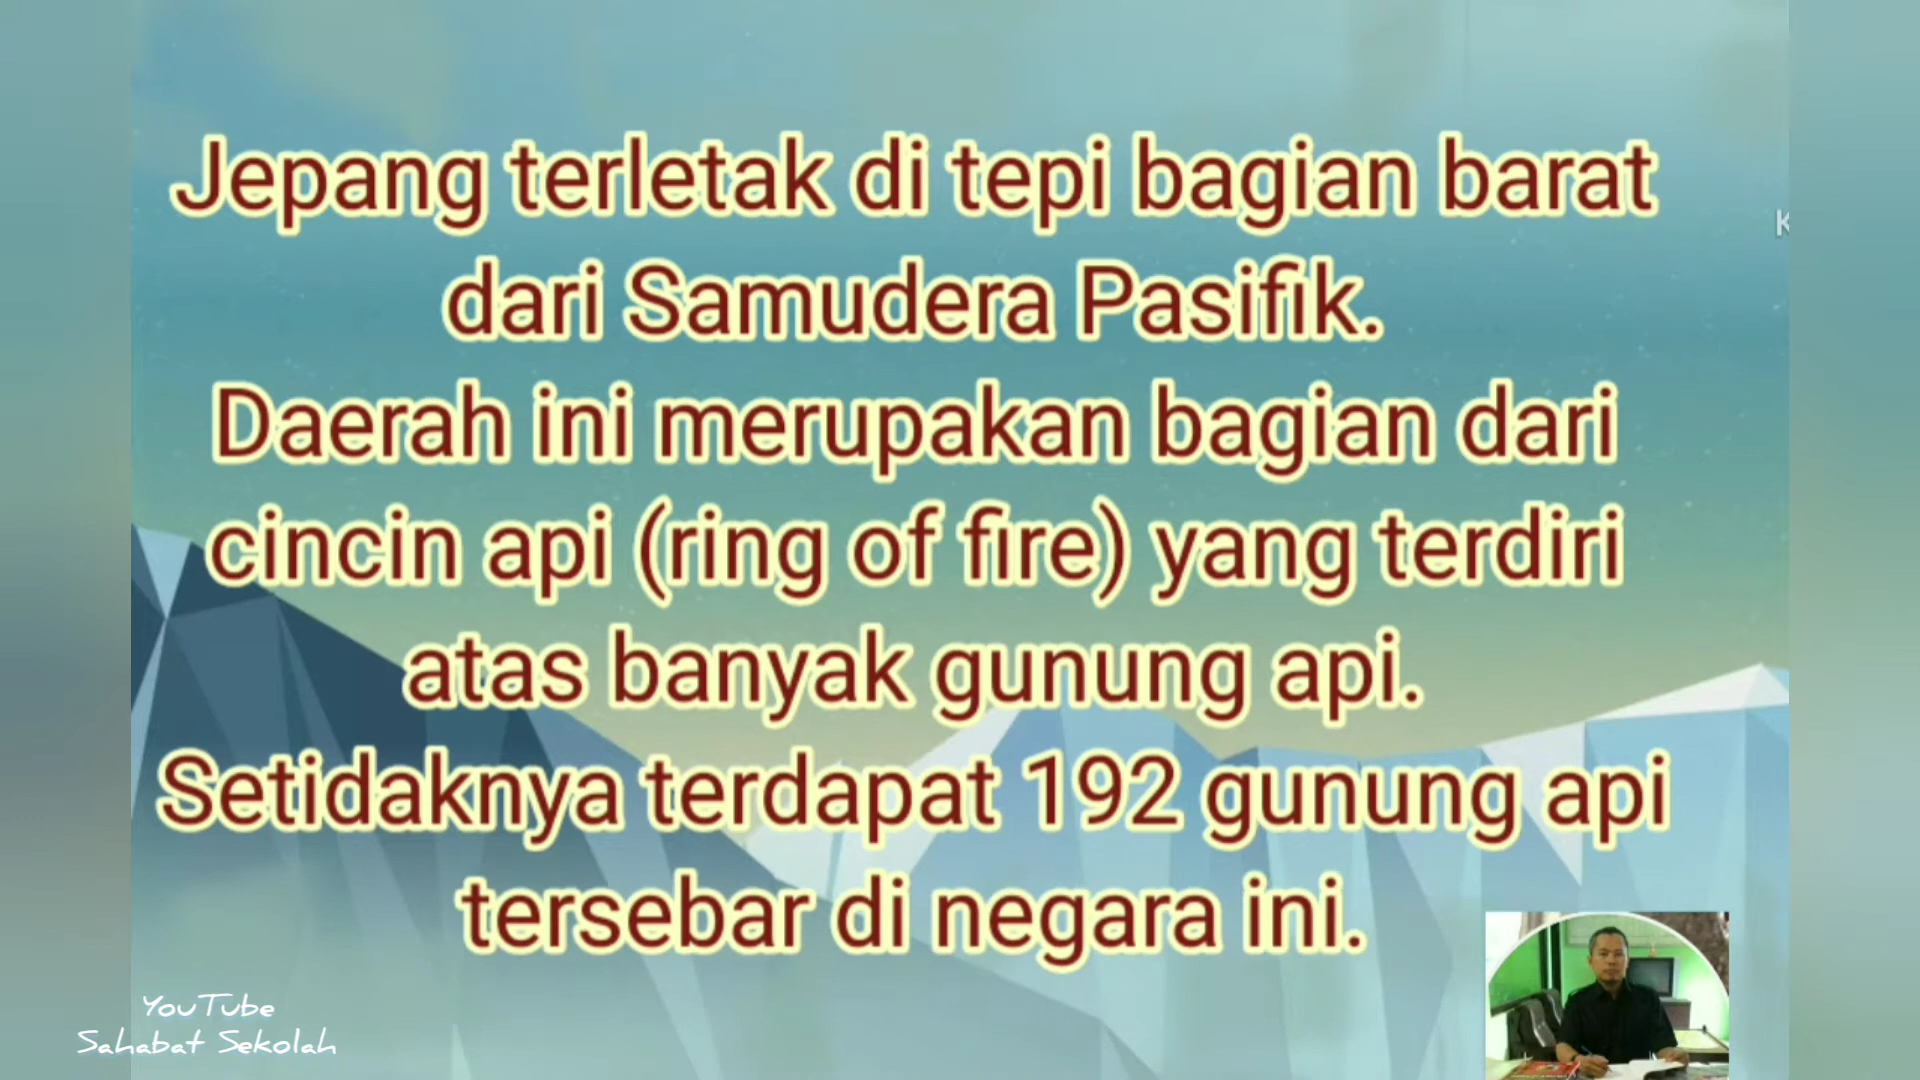 Jepang terletak di tepi bagian barat
dari Samudera Pasifik.
Daerah ini merupakan bagian dari
cincin api (ring of fire) yang terdiri
atas banyak gunung api.
Setidaknya terdapat 192 gunung api
tersebar di negara ini.
K
YouTube
Sahabat Sekolah